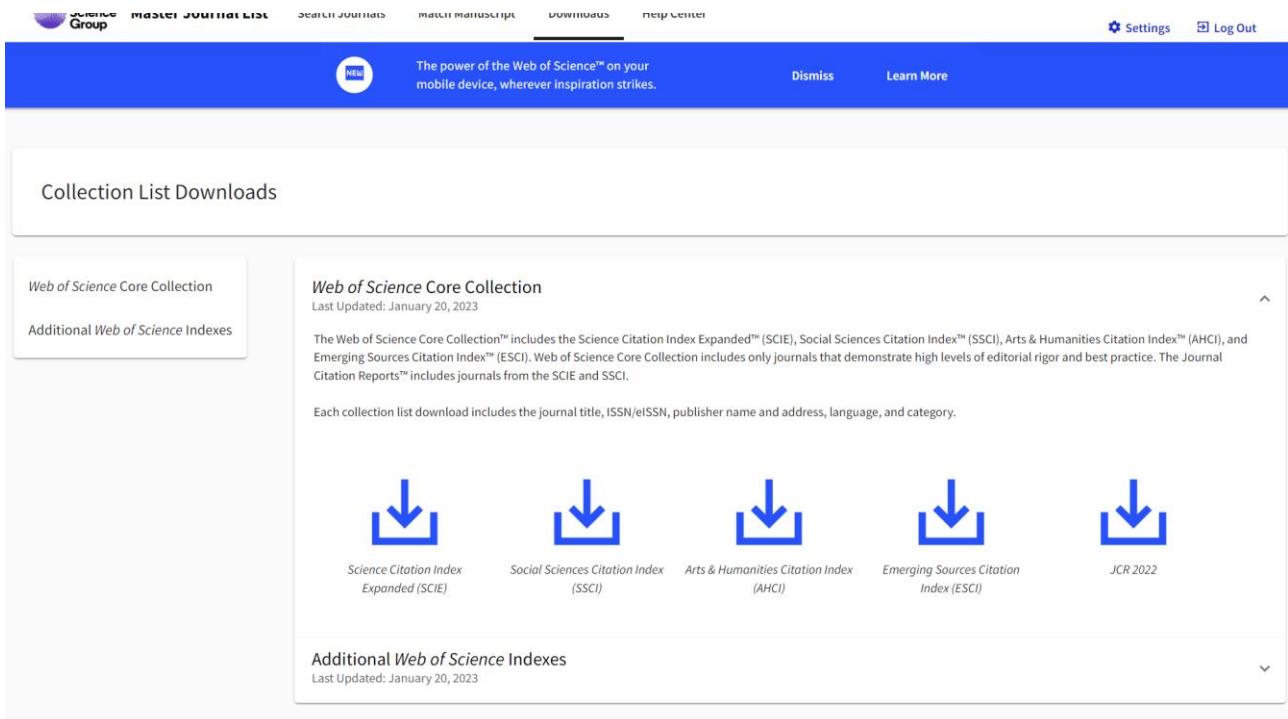 Science
Group
Master Journal List
Search Journals
Match Manuscript
Downloads
Help Center
Settings
Log Out
NEW
The power of the Web of Science™ on your
mobile device, wherever inspiration strikes.
Dismiss
Learn More
Collection List Downloads
Web of Science Core Collection
Additional Web of Science Indexes
Web of Science Core Collection
Last Updated: January 20, 2023
The Web of Science Core Collection™ includes the Science Citation Index Expanded™ (SCIE), Social Sciences Citation Index™ (SSCI), Arts & Humanities Citation Index™ (AHCI), and
Emerging Sources Citation Index™ (ESCI). Web of Science Core Collection includes only journals that demonstrate high levels of editorial rigor and best practice. The Journal
Citation Reports™ includes journals from the SCIE and SSCI.
Each collection list download includes the journal title, ISSN/eISSN, publisher name and address, language, and category.
Science Citation Index
Expanded (SCIE)
Social Sciences Citation Index
(SSCI)
Arts & Humanities Citation Index
(AHCI)
Emerging Sources Citation
Index (ESCI)
JCR 2022
Additional Web of Science Indexes
Last Updated: January 20, 2023